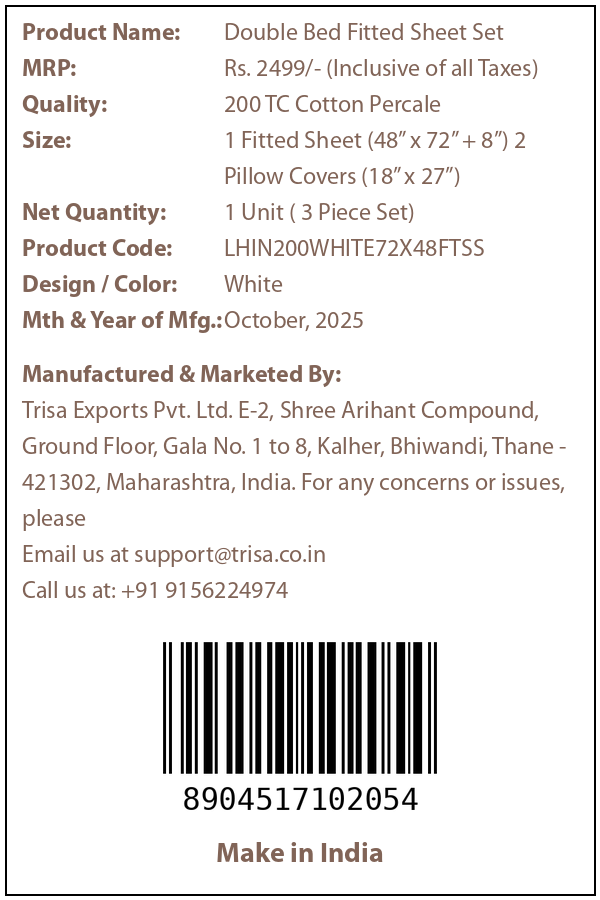 Product Name: Double Bed Fitted Sheet Set
MRP: Rs. 2499/- (Inclusive of all Taxes)
Quality: 200 TC Cotton Percale
Size: 1 Fitted Sheet (48” x 72” + 8”) 2
Pillow Covers (18” x 27”)
Net Quantity: 1 Unit ( 3 Piece Set)
Product Code: LHIN200WHITE72X48FTSS
Design / Color: White
Mth & Year of Mfg.: October, 2025
Manufactured & Marketed By:
Trisa Exports Pvt. Ltd. E-2, Shree Arihant Compound,
Ground Floor, Gala No. 1 to 8, Kalher, Bhiwandi, Thane -
421302, Maharashtra, India. For any concerns or issues,
please
Email us at support@trisa.co.in
Call us at: +91 9156224974
8904517102054
Make in India